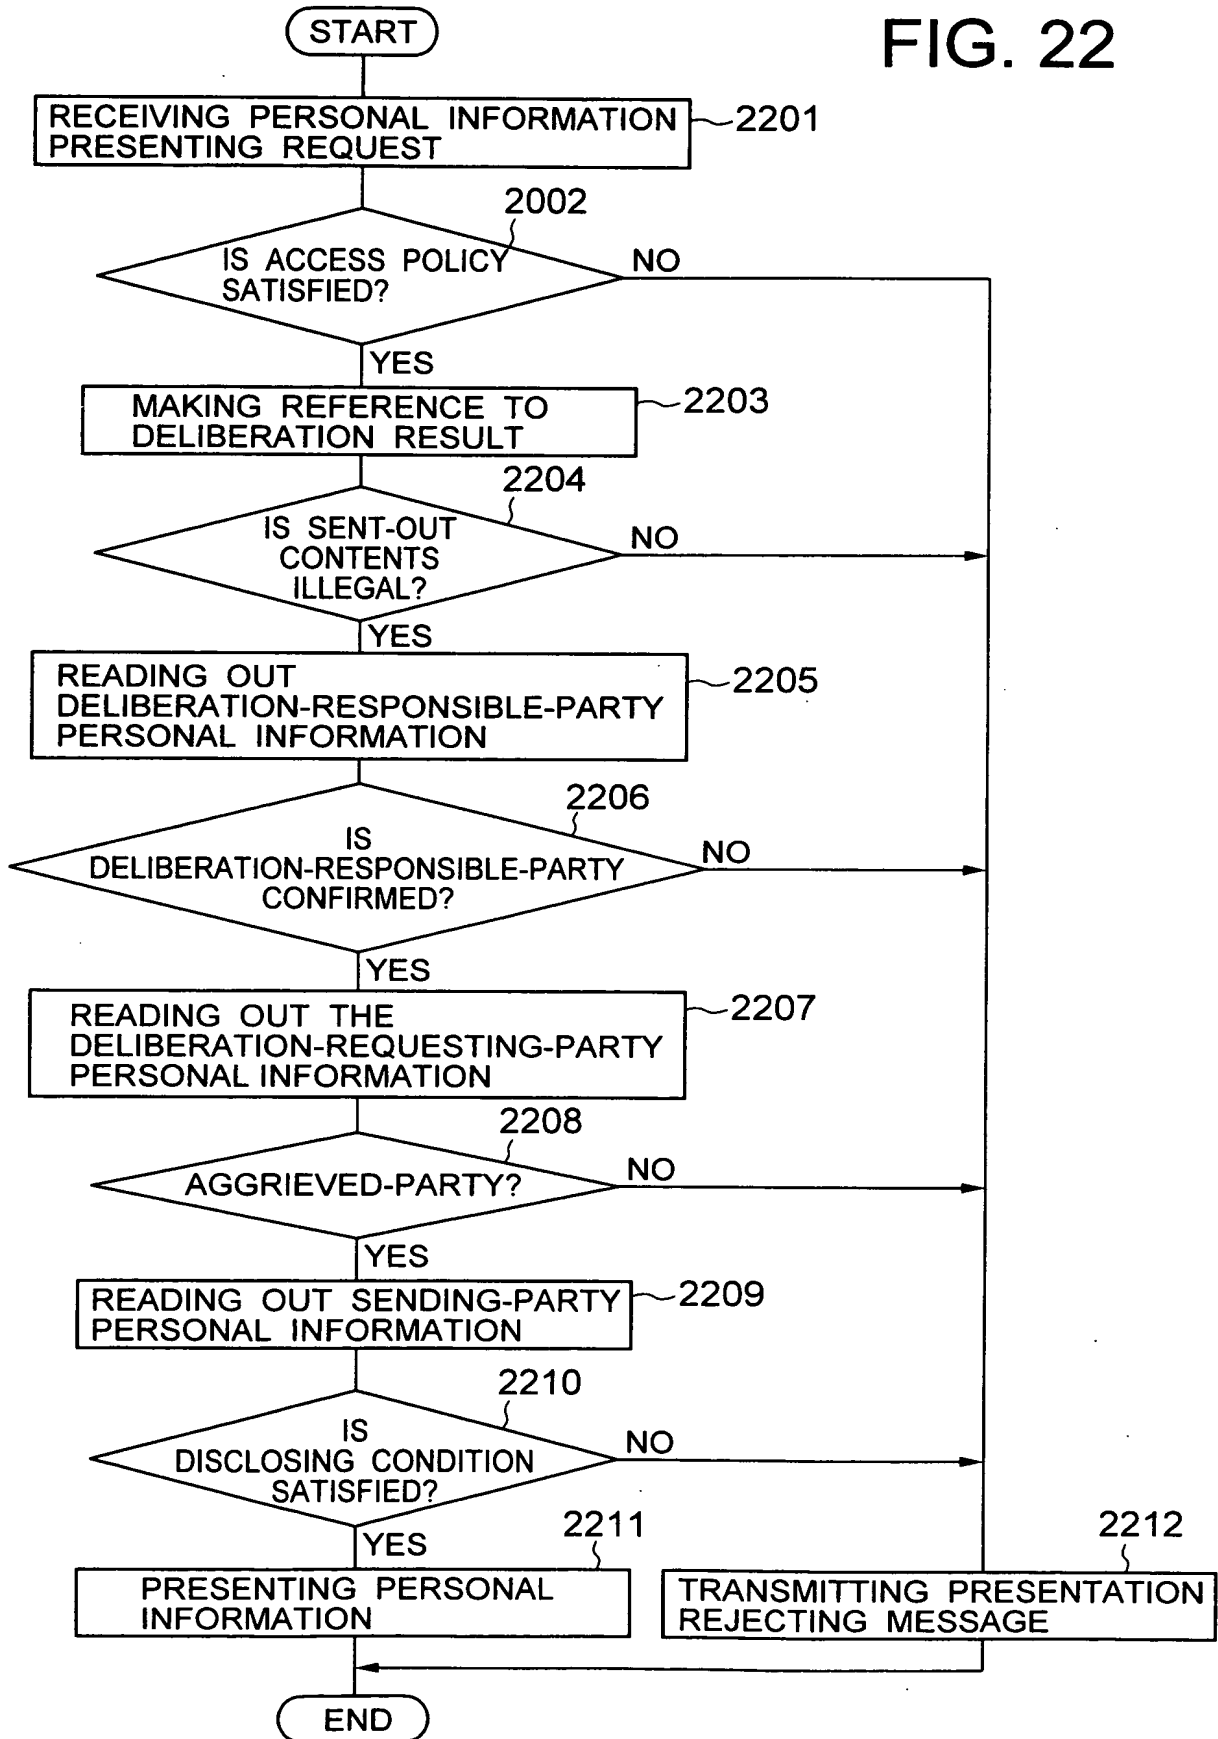 START
FIG. 22
RECEIVING PERSONAL INFORMATION
PRESENTING REQUEST
2201
2002
IS ACCESS POLICY
SATISFIED?
NO
YES
MAKING REFERENCE TO
DELIBERATION RESULT
2203
2204
IS SENT-OUT
CONTENTS
ILLEGAL?
NO
YES
READING OUT
DELIBERATION-RESPONSIBLE-PARTY
PERSONAL INFORMATION
2205
2206
IS
DELIBERATION-RESPONSIBLE-PARTY
CONFIRMED?
NO
YES
READING OUT THE
DELIBERATION-REQUESTING-PARTY
PERSONAL INFORMATION
2207
2208
AGGRIEVED-PARTY?
NO
YES
READING OUT SENDING-PARTY
PERSONAL INFORMATION
2209
2210
IS
DISCLOSING CONDITION
SATISFIED?
NO
YES
2211
PRESENTING PERSONAL
INFORMATION
2212
TRANSMITTING PRESENTATION
REJECTING MESSAGE
END